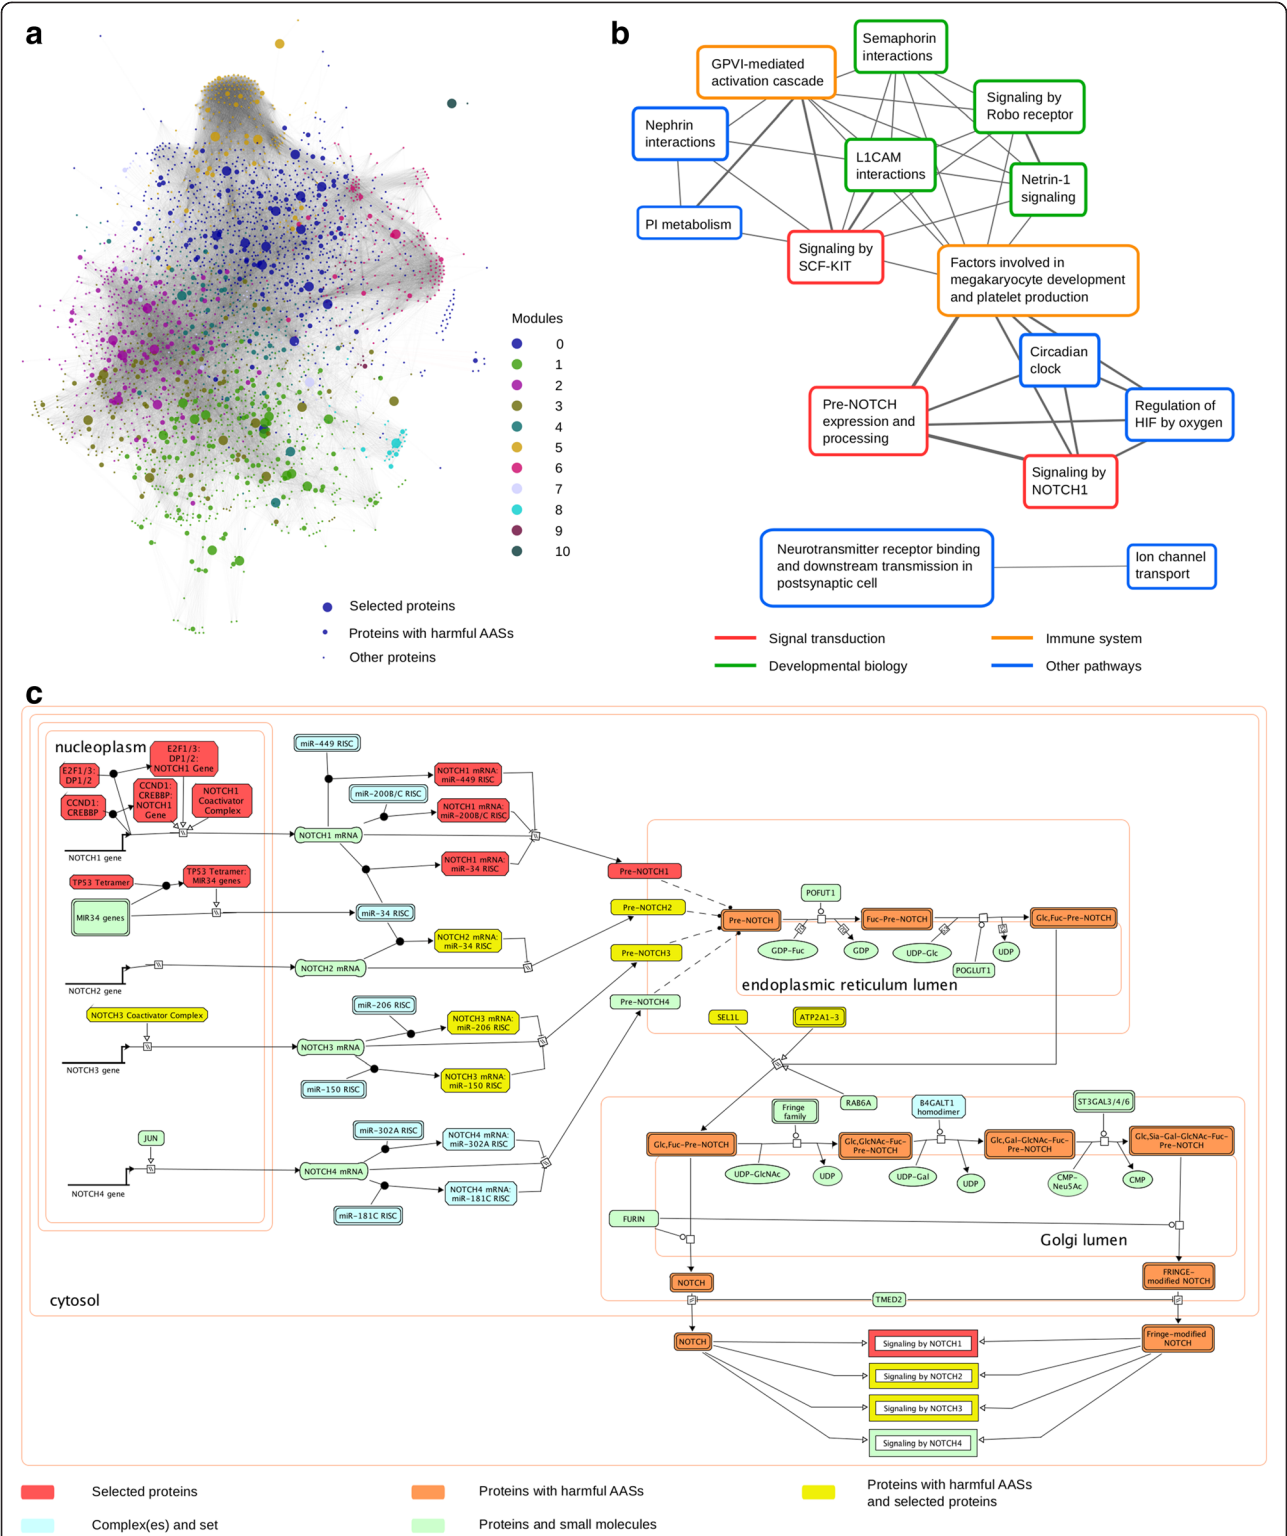 a
Modules
0
1
2
3
4
5
6
7
8
9
10
Selected proteins
Proteins with harmful AASs
Other proteins
b
Semaphorin
interactions
GPVI-mediated
activation cascade
Signaling by
Robo receptor
Nephrin
interactions
L1CAM
interactions
Netrin-1
signaling
PI metabolism
Signaling by
SCF-KIT
Factors involved in
megakaryocyte development
and platelet production
Circadian
clock
Pre-NOTCH
expression and
processing
Regulation of
HIF by oxygen
Signaling by
NOTCH1
Neurotransmitter receptor binding
and downstream transmission in
postsynaptic cell
Ion channel
transport
Signal transduction
Immune system
Developmental biology
Other pathways
c
nucleoplasm
E2F1/3:
DP1/2:
NOTCH1 Gene
E2F1/3:
DP1/2
CCND1:
CREBBP:
NOTCH1
Gene
NOTCH1
Coactivator
Complex
CCND1:
CREBBP
NOTCH1 gene
TP53 Tetramer
TP53 Tetramer:
MIR34 genes
MIR34 genes
NOTCH2 gene
NOTCH3 Coactivator Complex
NOTCH3 gene
JUN
NOTCH4 gene
cytosol
miR-449 RISC
NOTCH1 mRNA:
miR-449 RISC
miR-200B/C RISC
NOTCH1 mRNA:
miR-200B/C RISC
NOTCH1 mRNA
NOTCH1 mRNA:
miR-34 RISC
miR-34 RISC
NOTCH2 mRNA:
miR-34 RISC
NOTCH2 mRNA
miR-206 RISC
NOTCH3 mRNA:
miR-206 RISC
NOTCH3 mRNA
NOTCH3 mRNA:
miR-150 RISC
miR-150 RISC
miR-302A RISC
NOTCH4 mRNA:
miR-302A RISC
NOTCH4 mRNA
NOTCH4 mRNA:
miR-181C RISC
miR-181C RISC
Pre-NOTCH1
Pre-NOTCH2
Pre-NOTCH3
Pre-NOTCH4
Pre-NOTCH
POFUT1
GDP-Fuc
GDP
Fuc-Pre-NOTCH
UDP-Glc
POGLUT1
UDP
Glc,Fuc-Pre-NOTCH
endoplasmic reticulum lumen
SEL1L
ATP2A1-3
RAB6A
Fringe
family
B4GALT1
homodimer
ST3GAL3/4/6
Glc,Fuc-Pre-NOTCH
Glc,GlcNAc-Fuc-
Pre-NOTCH
Glc,Gal-GlcNAc-Fuc-
Pre-NOTCH
Glc,Sia-Gal-GlcNAc-Fuc-
Pre-NOTCH
UDP-GlcNAc
UDP
UDP-Gal
UDP
CMP-
Neu5Ac
CMP
FURIN
Golgi lumen
NOTCH
FRINGE-
modified NOTCH
TMED2
NOTCH
Fringe-modified
NOTCH
Signaling by NOTCH1
Signaling by NOTCH2
Signaling by NOTCH3
Signaling by NOTCH4
Selected proteins
Proteins with harmful AASs
Proteins with harmful AASs
and selected proteins
Complex(es) and set
Proteins and small molecules